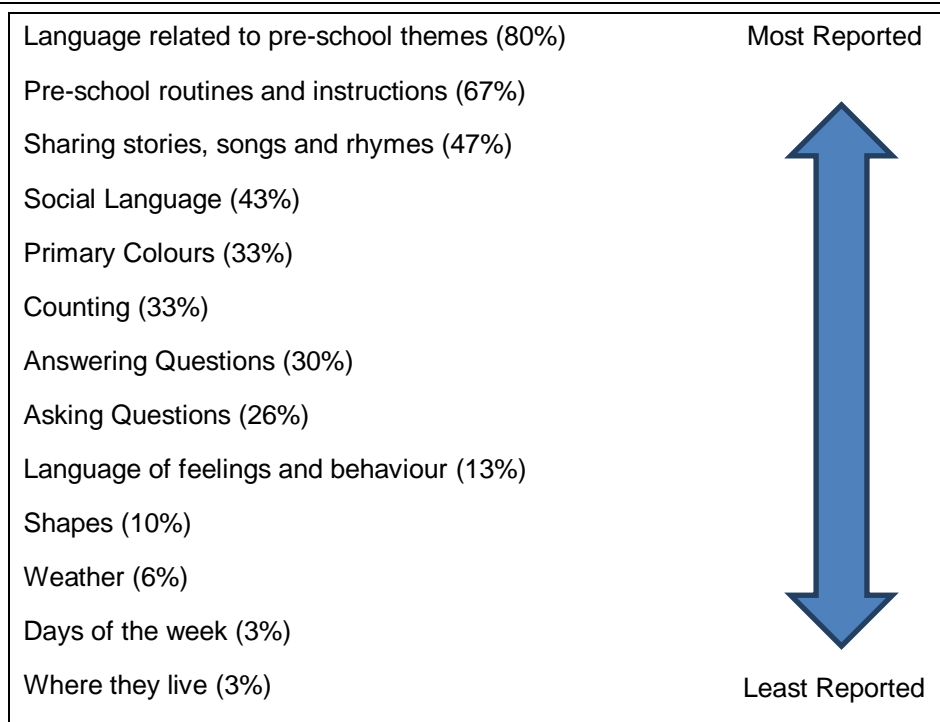 Language related to pre-school themes (80%) Most Reported
Pre-school routines and instructions (67%)
Sharing stories, songs and rhymes (47%)
Social Language (43%)
Primary Colours (33%)
Counting (33%)
Answering Questions (30%)
Asking Questions (26%)
Language of feelings and behaviour (13%)
Shapes (10%)
Weather (6%)
Days of the week (3%)
Where they live (3%) Least Reported